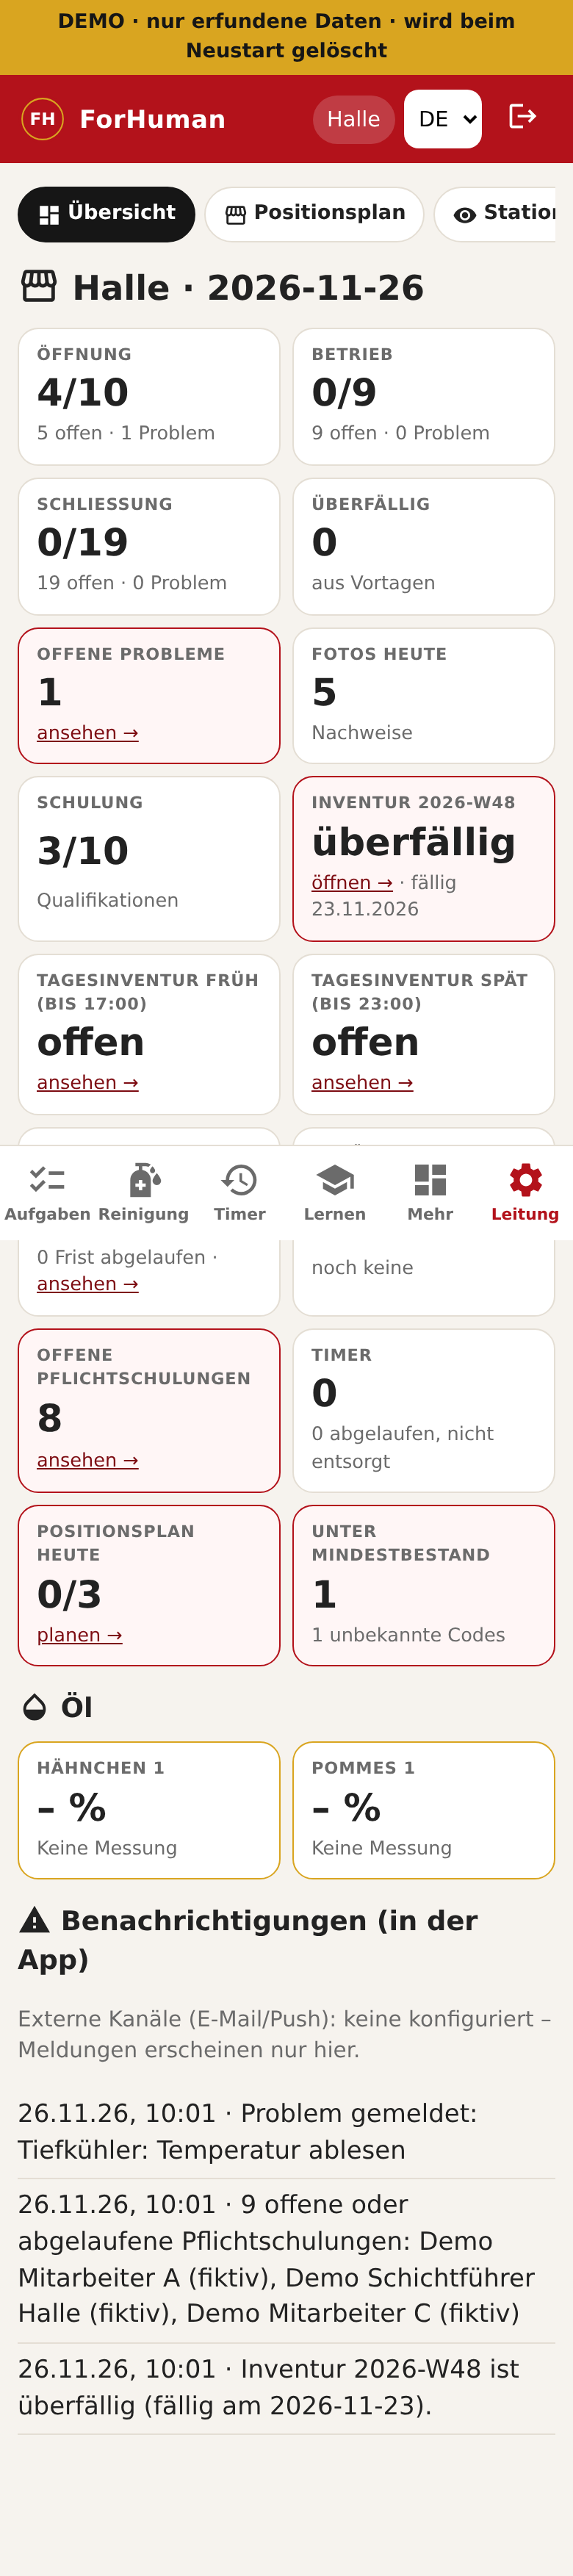 DEMO · nur erfundene Daten · wird beim
Neustart gelöscht
FH ForHuman Halle DE
Übersicht Positionsplan Station
Halle · 2026-11-26
ÖFFNUNG
4/10
5 offen · 1 Problem
BETRIEB
0/9
9 offen · 0 Problem
SCHLIESSUNG
0/19
19 offen · 0 Problem
ÜBERFÄLLIG
0
aus Vortagen
OFFENE PROBLEME
1
ansehen →
FOTOS HEUTE
5
Nachweise
SCHULUNG
3/10
Qualifikationen
INVENTUR 2026-W48
überfällig
öffnen → · fällig
23.11.2026
TAGESINVENTUR FRÜH
(BIS 17:00)
offen
ansehen →
TAGESINVENTUR SPÄT
(BIS 23:00)
offen
ansehen →
Aufgaben Reinigung Timer Lernen Mehr Leitung
0 Frist abgelaufen ·
ansehen →
noch keine
OFFENE
PFLICHTSCHULUNGEN
8
ansehen →
TIMER
0
0 abgelaufen, nicht
entsorgt
POSITIONSPLAN
HEUTE
0/3
planen →
UNTER
MINDESTBESTAND
1
1 unbekannte Codes
Öl
HÄHNCHEN 1
– %
Keine Messung
POMMES 1
– %
Keine Messung
Benachrichtigungen (in der
App)
Externe Kanäle (E-Mail/Push): keine konfiguriert –
Meldungen erscheinen nur hier.
26.11.26, 10:01 · Problem gemeldet:
Tiefkühler: Temperatur ablesen
26.11.26, 10:01 · 9 offene oder
abgelaufene Pflichtschulungen: Demo
Mitarbeiter A (fiktiv), Demo Schichtführer
Halle (fiktiv), Demo Mitarbeiter C (fiktiv)
26.11.26, 10:01 · Inventur 2026-W48 ist
überfällig (fällig am 2026-11-23).